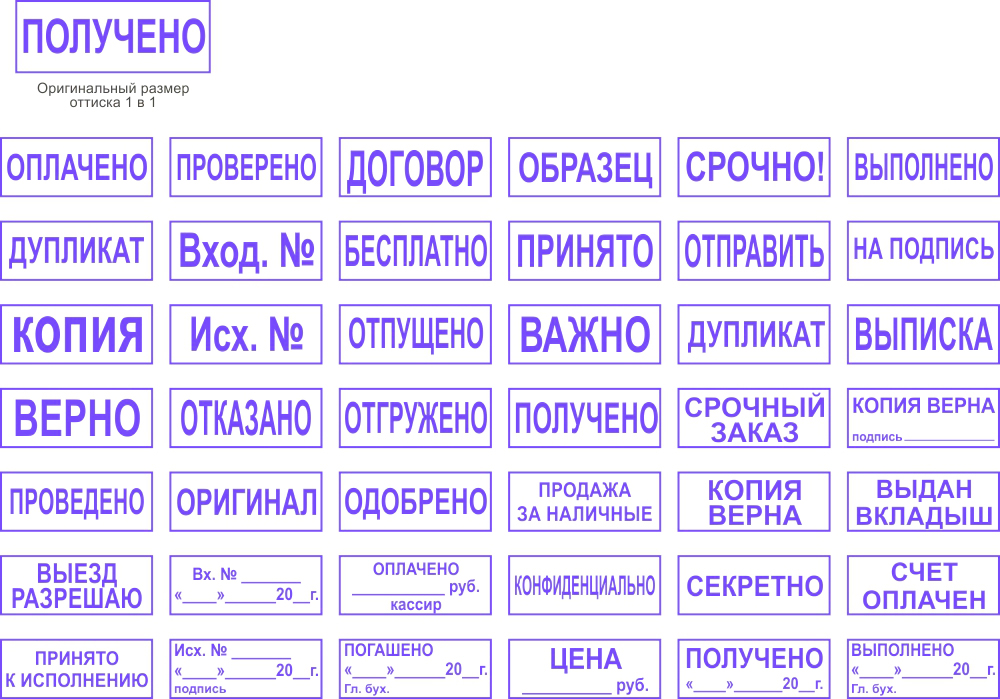 ПОЛУЧЕНО
Оригинальный размер
оттиска 1 в 1
ОПЛАЧЕНО
ПРОВЕРЕНО
ДОГОВОР
ОБРАЗЕЦ
СРОЧНО!
ВЫПОЛНЕНО
ДУПЛИКАТ
Вход. №
БЕСПЛАТНО
ПРИНЯТО
ОТПРАВИТЬ
НА ПОДПИСЬ
КОПИЯ
Исх. №
ОТПУЩЕНО
ВАЖНО
ДУПЛИКАТ
ВЫПИСКА
ВЕРНО
ОТКАЗАНО
ОТГРУЖЕНО
ПОЛУЧЕНО
СРОЧНЫЙ
ЗАКАЗ
КОПИЯ ВЕРНА
подпись_______________
ПРОВЕДЕНО
ОРИГИНАЛ
ОДОБРЕНО
ПРОДАЖА
ЗА НАЛИЧНЫЕ
КОПИЯ
ВЕРНА
ВЫДАН
ВКЛАДЫШ
ВЫЕЗД
РАЗРЕШАЮ
Вх. № _______
«____»______20__г.
ОПЛАЧЕНО
___________ руб.
кассир
КОНФИДЕНЦИАЛЬНО
СЕКРЕТНО
СЧЕТ
ОПЛАЧЕН
ПРИНЯТО
К ИСПОЛНЕНИЮ
Исх. № _______
«____»______20__г.
подпись
ПОГАШЕНО
«____»______20__г.
Гл. бух.
ЦЕНА
__________ руб.
ПОЛУЧЕНО
«____»______20__г.
ВЫПОЛНЕНО
«____»______20__г.
Гл. бух.